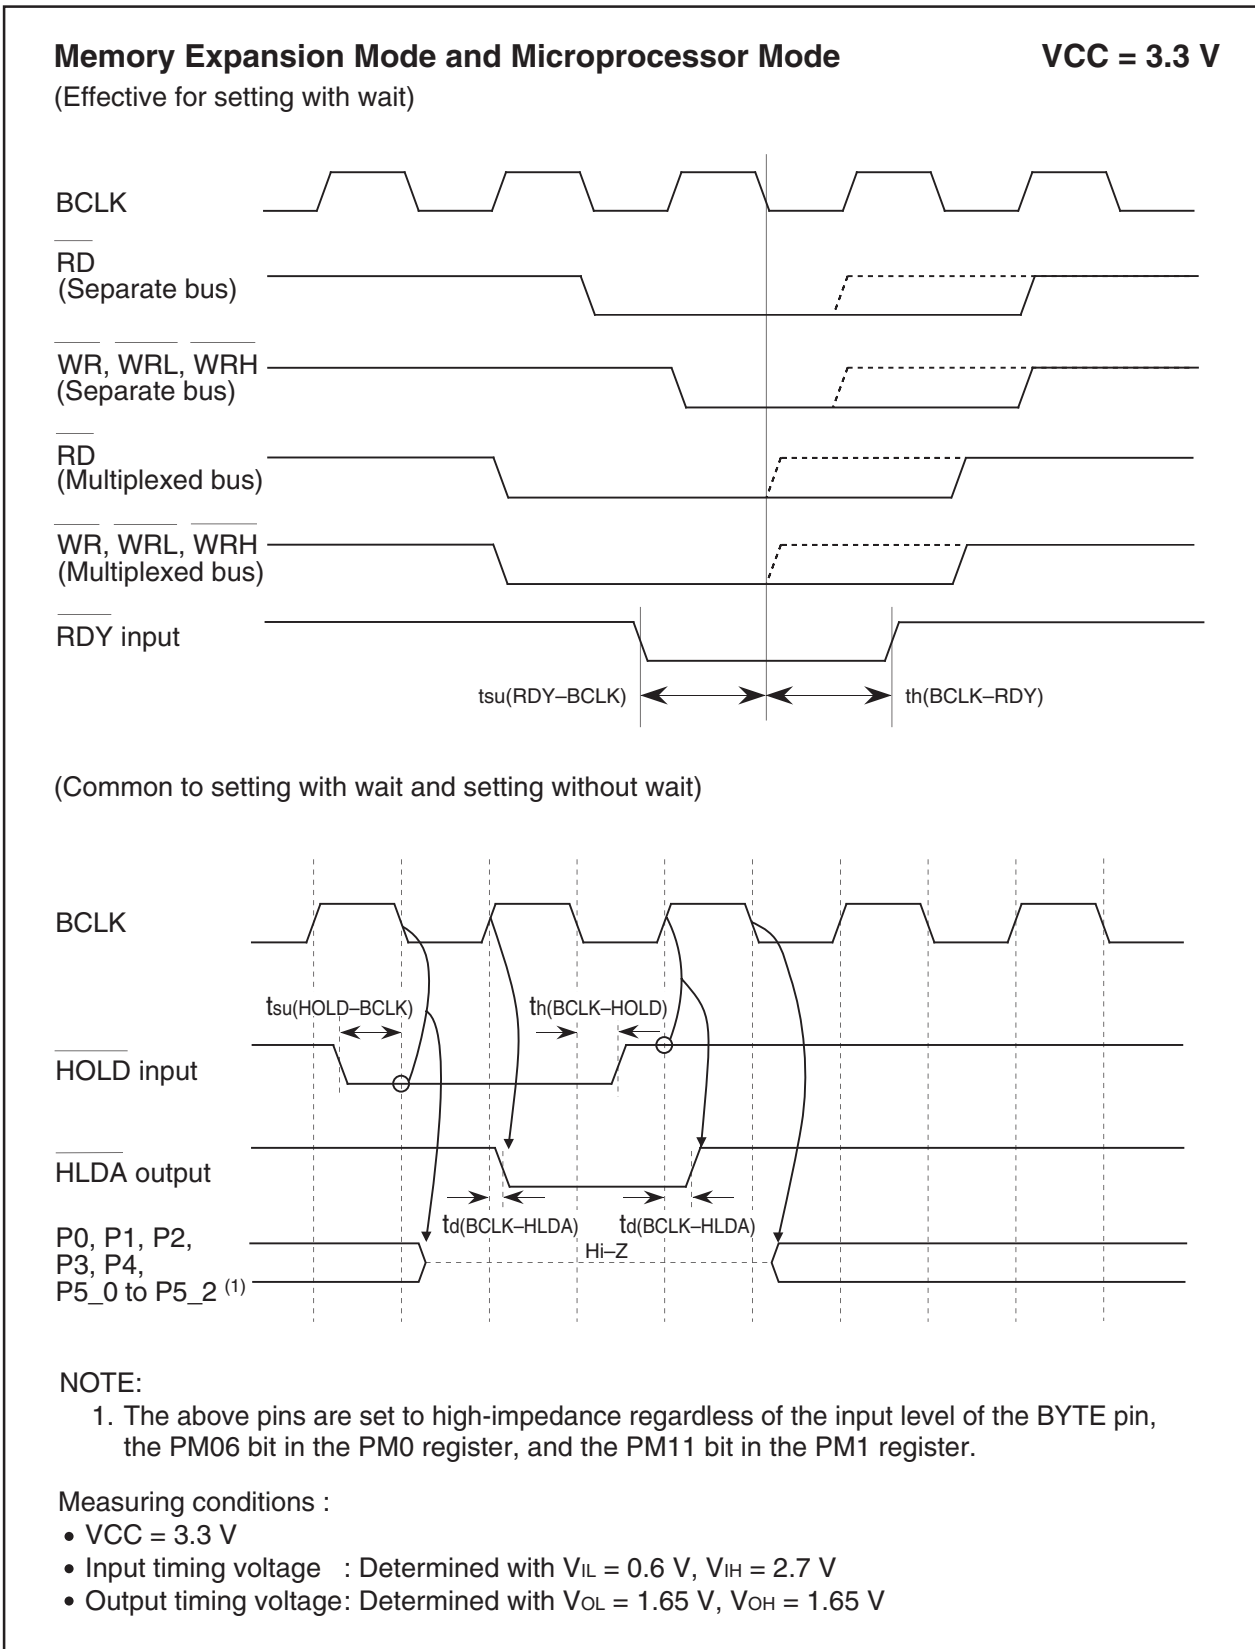 Memory Expansion Mode and Microprocessor Mode VCC = 3.3 V
(Effective for setting with wait)
BCLK
RD
(Separate bus)
WR, WRL, WRH
(Separate bus)
RD
(Multiplexed bus)
WR, WRL, WRH
(Multiplexed bus)
RDY input
tsu(RDY–BCLK) th(BCLK–RDY)
(Common to setting with wait and setting without wait)
BCLK
tsu(HOLD–BCLK) th(BCLK–HOLD)
HOLD input
HLDA output
td(BCLK–HLDA) td(BCLK–HLDA)
P0, P1, P2,
Hi–Z
P3, P4,
P5_0 to P5_2 (1)
NOTE:
1. The above pins are set to high-impedance regardless of the input level of the BYTE pin,
the PM06 bit in the PM0 register, and the PM11 bit in the PM1 register.
Measuring conditions :
• VCC = 3.3 V
• Input timing voltage : Determined with VIL = 0.6 V, VIH = 2.7 V
• Output timing voltage: Determined with VOL = 1.65 V, VOH = 1.65 V